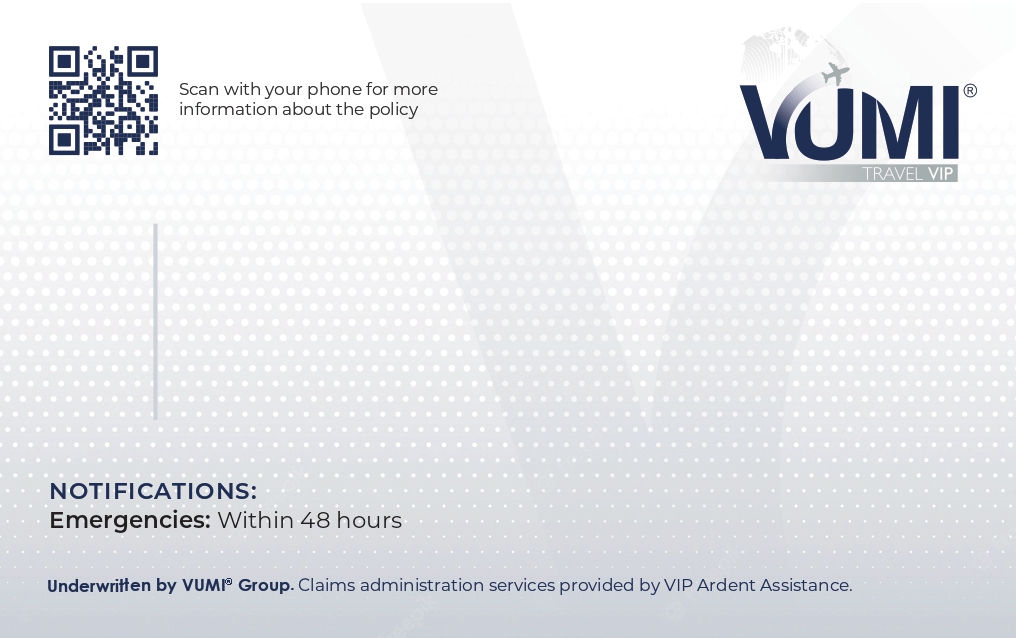 Scan with your phone for more
information about the policy
VUMI®
TRAVEL VIP
NOTIFICATIONS:
Emergencies: Within 48 hours
Underwritten by VUMI® Group. Claims administration services provided by VIP Ardent Assistance.